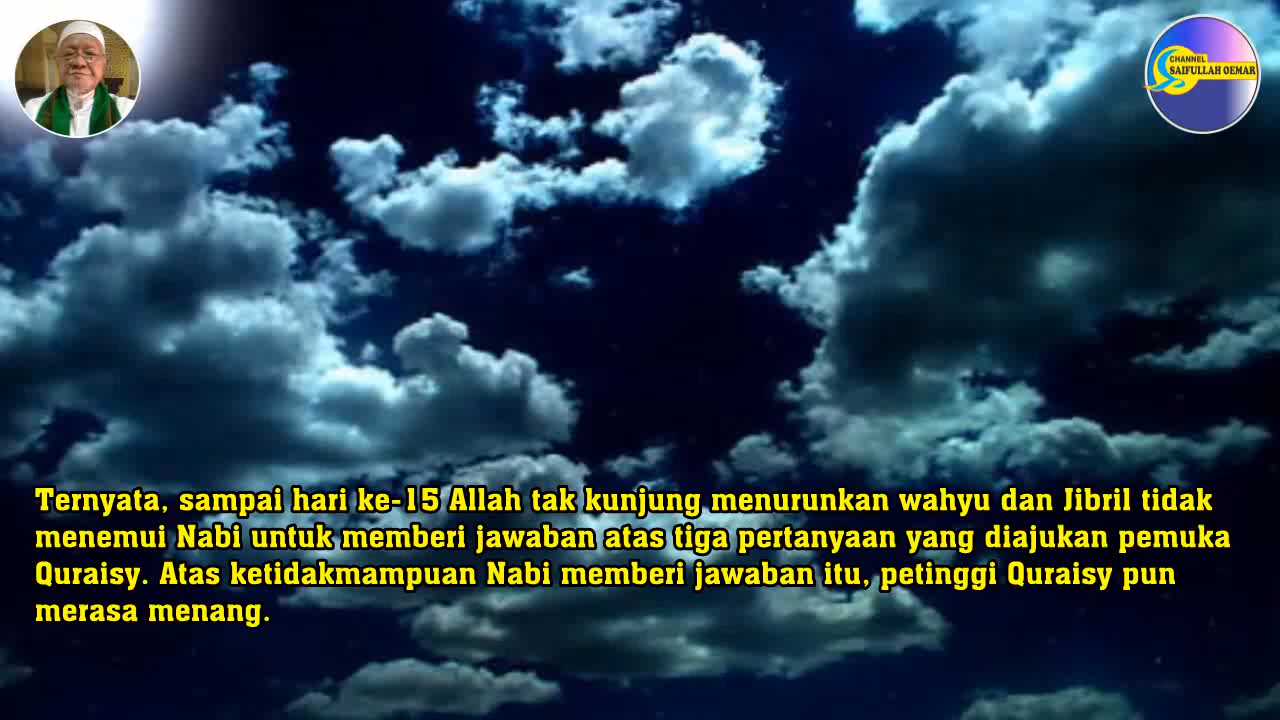 CHANNEL
SAIFULLAH OEMAR
Ternyata, sampai hari ke-15 Allah tak kunjung menurunkan wahyu dan Jibril tidak
menemui Nabi untuk memberi jawaban atas tiga pertanyaan yang diajukan pemuka
Quraisy. Atas ketidakmampuan Nabi memberi jawaban itu, petinggi Quraisy pun
merasa menang.